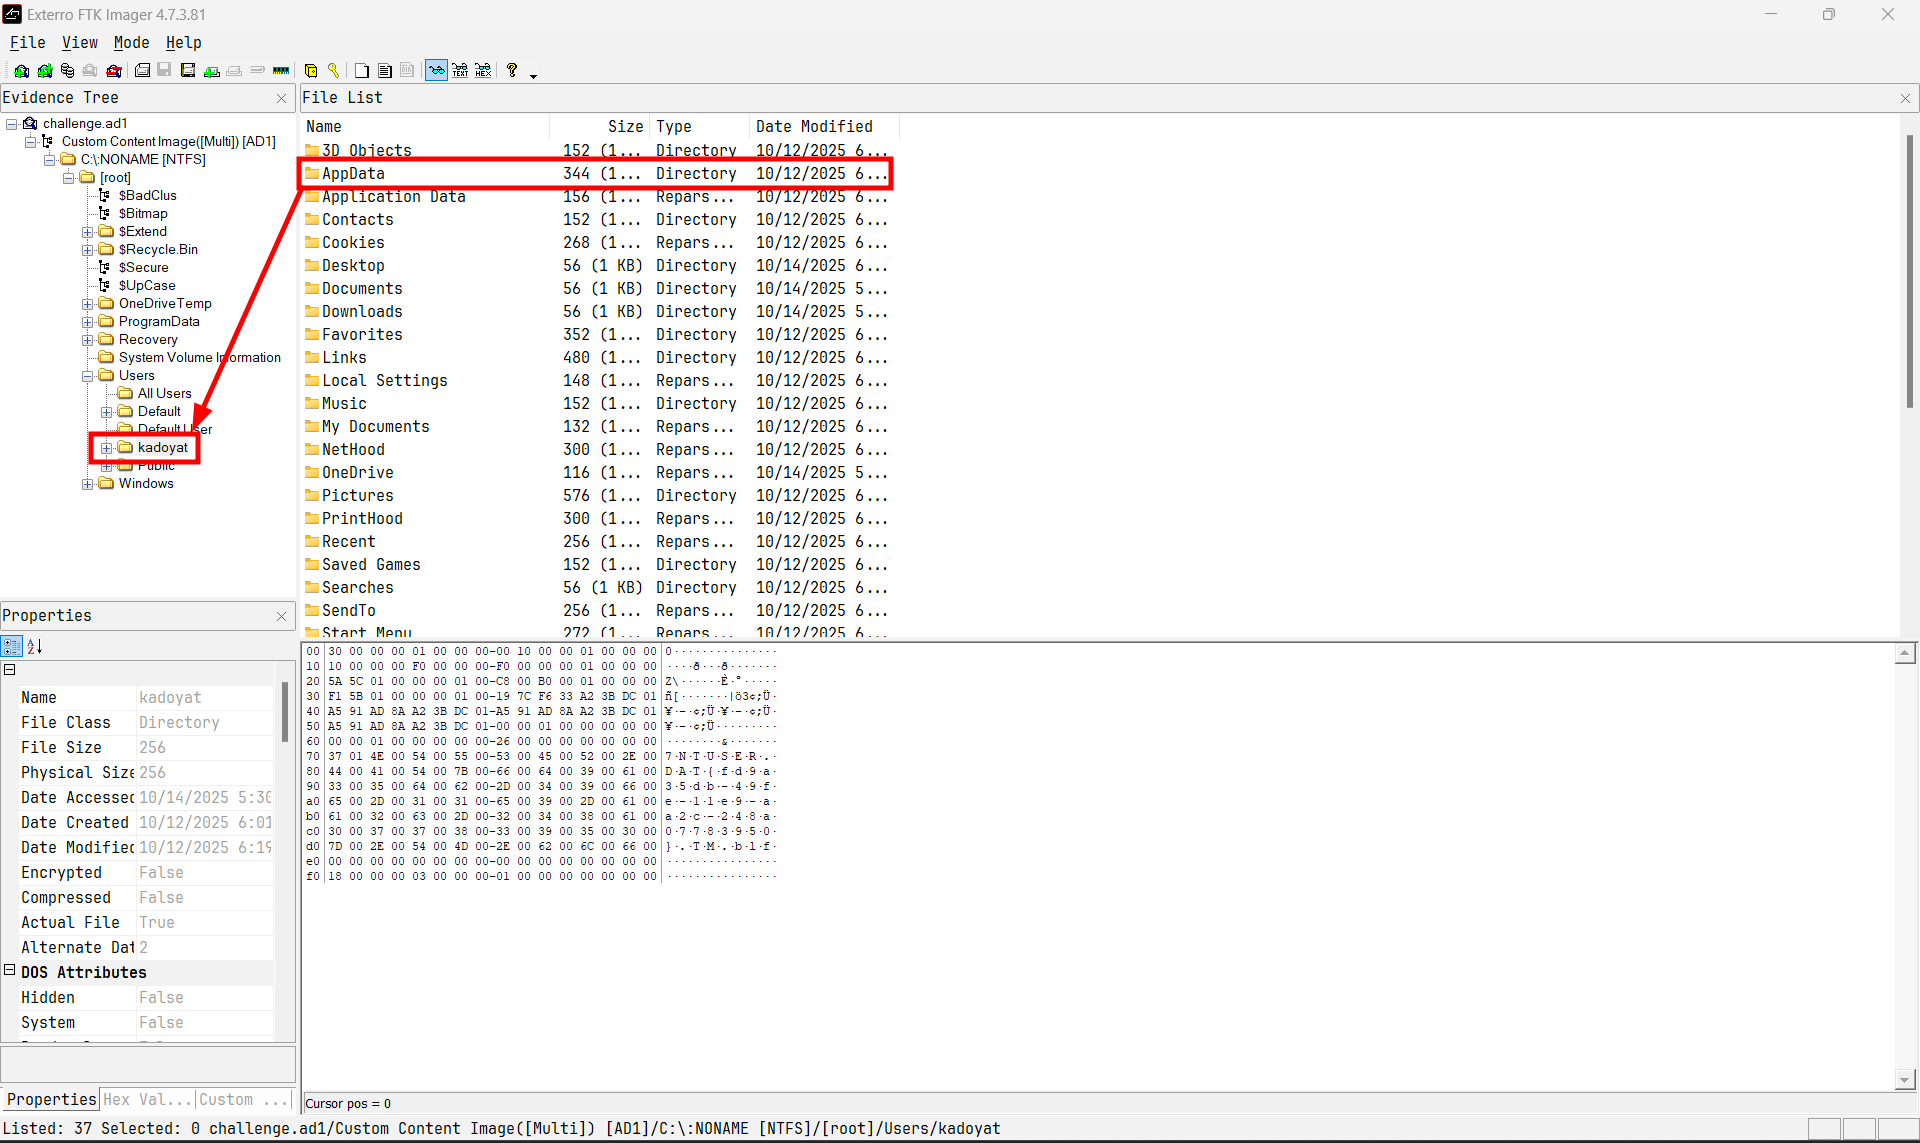 Exterro FTK Imager 4.7.3.81
File View Mode Help
Evidence Tree
challenge.ad1
Custom Content Image([Multi]) [AD1]
C:\:NONAME [NTFS]
[root]
$BadClus
$Bitmap
$Extend
$Recycle.Bin
$Secure
$UpCase
OneDriveTemp
ProgramData
Recovery
System Volume Information
Users
All Users
Default
Default User
kadoyat
Public
Windows
File List
Name Size Type Date Modified
3D Objects 152 (1... Directory 10/12/2025 6...
AppData 344 (1... Directory 10/12/2025 6...
Application Data 156 (1... Repars... 10/12/2025 6...
Contacts 152 (1... Directory 10/12/2025 6...
Cookies 268 (1... Repars... 10/12/2025 6...
Desktop 56 (1 KB) Directory 10/14/2025 6...
Documents 56 (1 KB) Directory 10/14/2025 5...
Downloads 56 (1 KB) Directory 10/14/2025 5...
Favorites 352 (1... Directory 10/12/2025 6...
Links 480 (1... Directory 10/12/2025 6...
Local Settings 148 (1... Repars... 10/12/2025 6...
Music 152 (1... Directory 10/12/2025 6...
My Documents 132 (1... Repars... 10/12/2025 6...
NetHood 300 (1... Repars... 10/12/2025 6...
OneDrive 116 (1... Repars... 10/14/2025 5...
Pictures 576 (1... Directory 10/12/2025 6...
PrintHood 300 (1... Repars... 10/12/2025 6...
Recent 256 (1... Repars... 10/12/2025 6...
Saved Games 152 (1... Directory 10/12/2025 6...
Searches 56 (1 KB) Directory 10/12/2025 6...
SendTo 256 (1... Repars... 10/12/2025 6...
Start Menu 272 (1... Repars... 10/12/2025 6...
Properties
Name kadoyat
File Class Directory
File Size 256
Physical Size 256
Date Accessed 10/14/2025 5:30
Date Created 10/12/2025 6:01
Date Modified 10/12/2025 6:19
Encrypted False
Compressed False
Actual File True
Alternate Dat 2
DOS Attributes
Hidden False
System False
Properties Hex Val... Custom ...
00 30 00 00 00 01 00 00 00-00 10 00 00 01 00 00 00 0···············
10 10 00 00 00 F0 00 00 00-F0 00 00 00 01 00 00 00 ····ð···ð·······
20 5A 5C 01 00 00 00 01 00-C8 00 B0 00 01 00 00 00 Z\······È·°·····
30 F1 5B 01 00 00 00 01 00-19 7C F6 33 A2 3B DC 01 ñ[·······|ö3¢;Ü·
40 A5 91 AD 8A A2 3B DC 01-A5 91 AD 8A A2 3B DC 01 ¥·-·¢;Ü·¥·-·¢;Ü·
50 A5 91 AD 8A A2 3B DC 01-00 00 01 00 00 00 00 00 ¥·-·¢;Ü·········
60 00 00 01 00 00 00 00 00-26 00 00 00 00 00 00 00 ········&·······
70 37 01 4E 00 54 00 55 00-53 00 45 00 52 00 2E 00 7·N·T·U·S·E·R·.·
80 44 00 41 00 54 00 7B 00-66 00 64 00 39 00 61 00 D·A·T·{·f·d·9·a·
90 33 00 35 00 64 00 62 00-2D 00 34 00 39 00 66 00 3·5·d·b·-·4·9·f·
a0 65 00 2D 00 31 00 31 00-65 00 39 00 2D 00 61 00 e·-·1·1·e·9·-·a·
b0 61 00 32 00 63 00 2D 00-32 00 34 00 38 00 61 00 a·2·c·-·2·4·8·a·
c0 30 00 37 00 37 00 38 00-33 00 39 00 35 00 30 00 0·7·7·8·3·9·5·0·
d0 7D 00 2E 00 54 00 4D 00-2E 00 62 00 6C 00 66 00 }·.·T·M·.·b·l·f·
e0 00 00 00 00 00 00 00 00-00 00 00 00 00 00 00 00 ················
f0 18 00 00 00 03 00 00 00-01 00 00 00 00 00 00 00 ················
Cursor pos = 0
Listed: 37 Selected: 0 challenge.ad1/Custom Content Image([Multi]) [AD1]/C:\:NONAME [NTFS]/[root]/Users/kadoyat